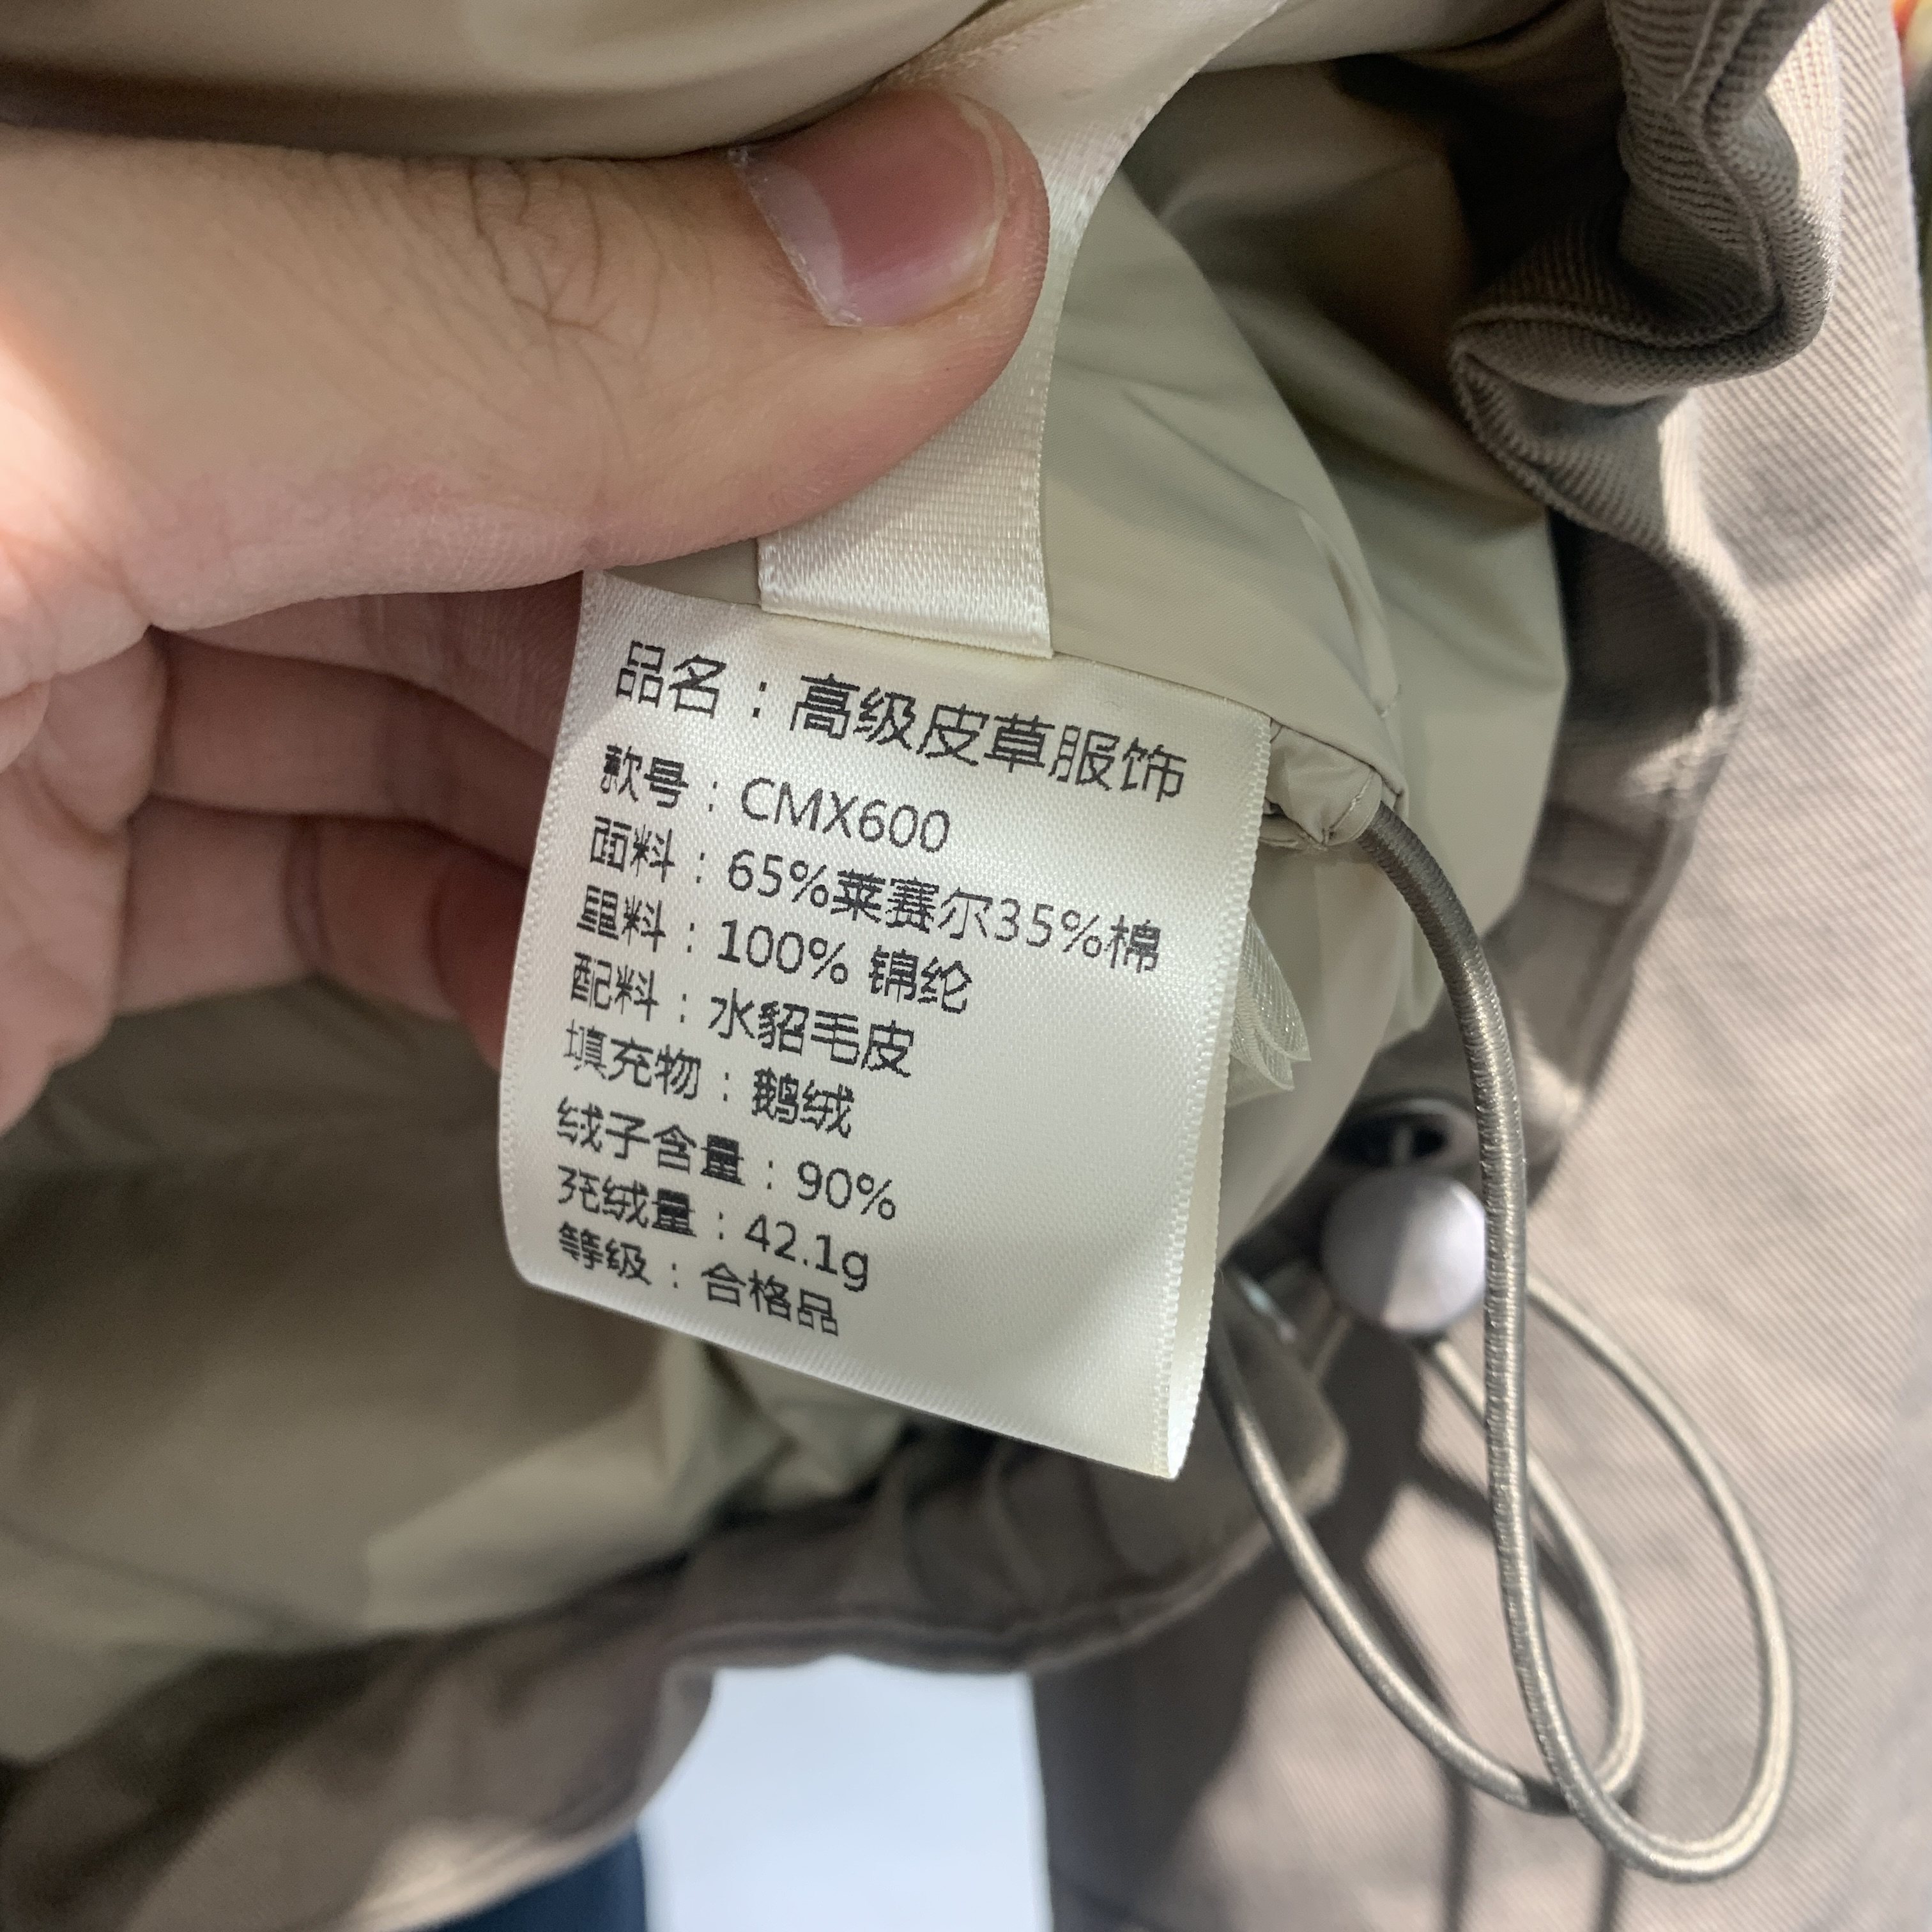 品名：高级皮草服饰
款号：CMX600
面料：65%莱赛尔35%棉
里料：100% 锦纶
配料：水貂毛皮
填充物：鹅绒
绒子含量：90%
充绒量：42.1g
等级：合格品